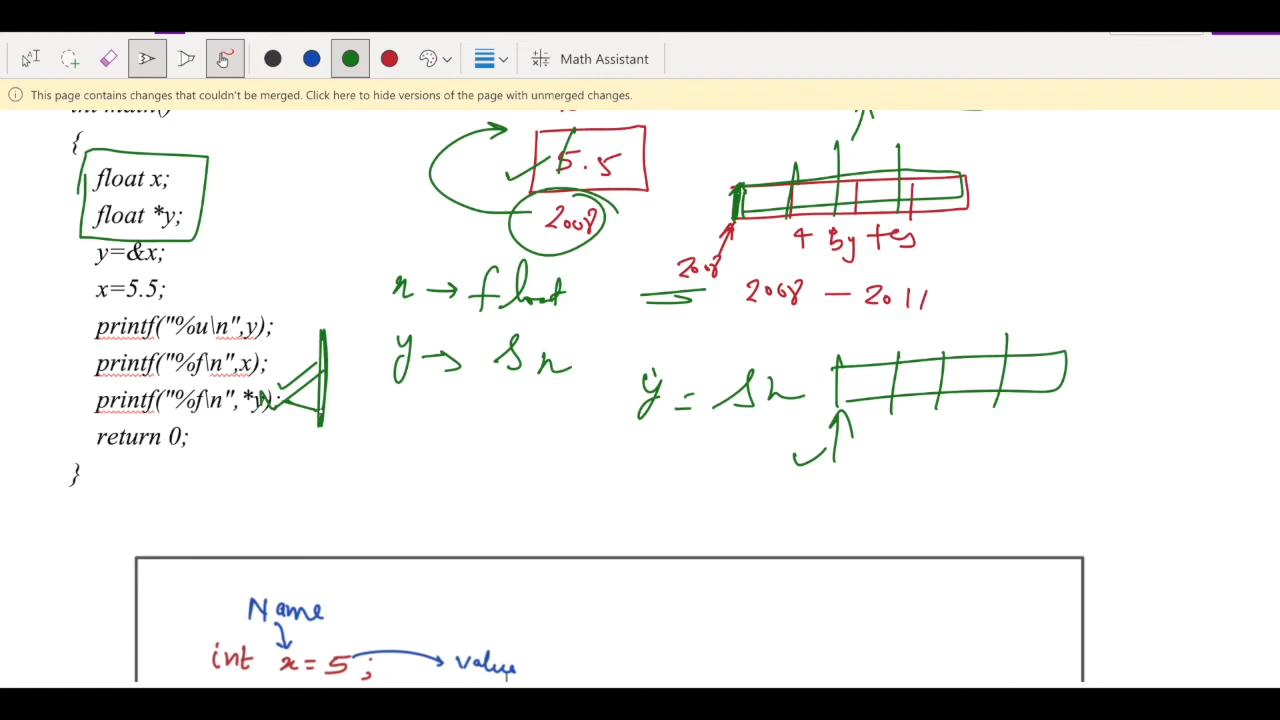 Math Assistant
This page contains changes that couldn't be merged. Click here to hide versions of the page with unmerged changes.
int main()
{
float x;
float *y;
y=&x;
x=5.5;
printf("%u\n",y);
printf("%f\n",x);
printf("%f\n",*y);
return 0;
}
5.5
2008
4 Bytes
2008
2008 - 2011
x → float
y →
y =
Name
int x = 5 ;
value